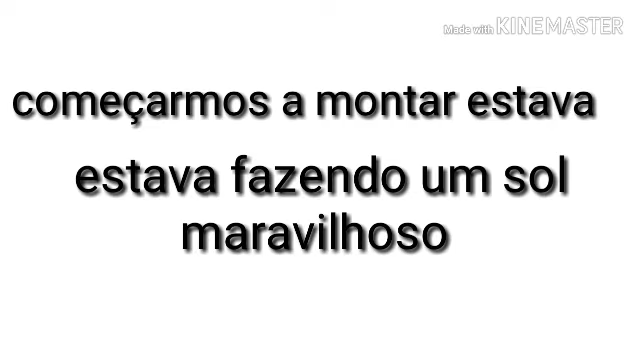 Made with KINEMASTER
começarmos a montar estava
estava fazendo um sol
maravilhoso